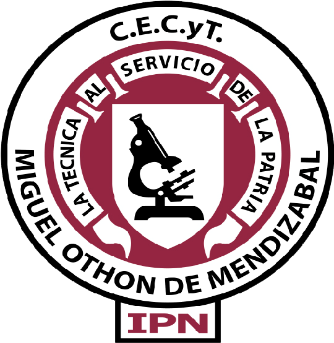 C.E.C.yT.
LA TECNICA AL SERVICIO DE LA PATRIA
MIGUEL OTHON DE MENDIZABAL
IPN